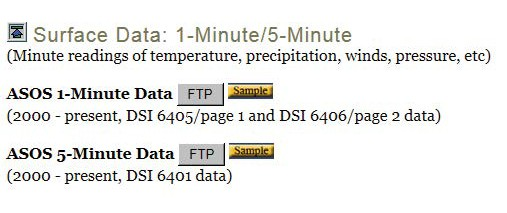 Surface Data: 1-Minute/5-Minute
(Minute readings of temperature, precipitation, winds, pressure, etc)
ASOS 1-Minute Data FTP Sample
(2000 - present, DSI 6405/page 1 and DSI 6406/page 2 data)
ASOS 5-Minute Data FTP Sample
(2000 - present, DSI 6401 data)